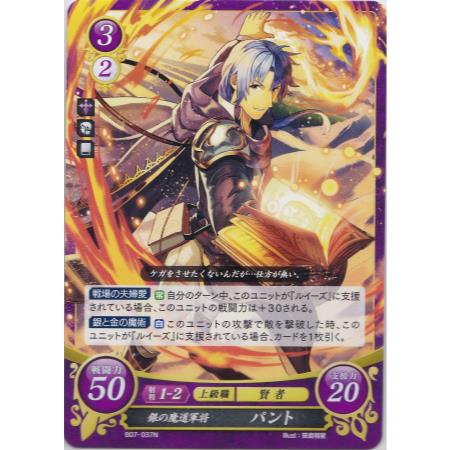 3
2
ケガをさせたくないんだが…仕方が無い。
戦場の夫婦愛 常 自分のターン中、このユニットが『ルイーズ』に支援
されている場合、このユニットの戦闘力は+30される。
銀と金の魔術 自 このユニットの攻撃で敵を撃破した時、こ
のユニットが『ルイーズ』に支援されている場合、カードを1枚引く。
戦闘力 50
射程 1-2 上級職 賢者
支援力 20
銀の魔道軍将 パント
B07-037N